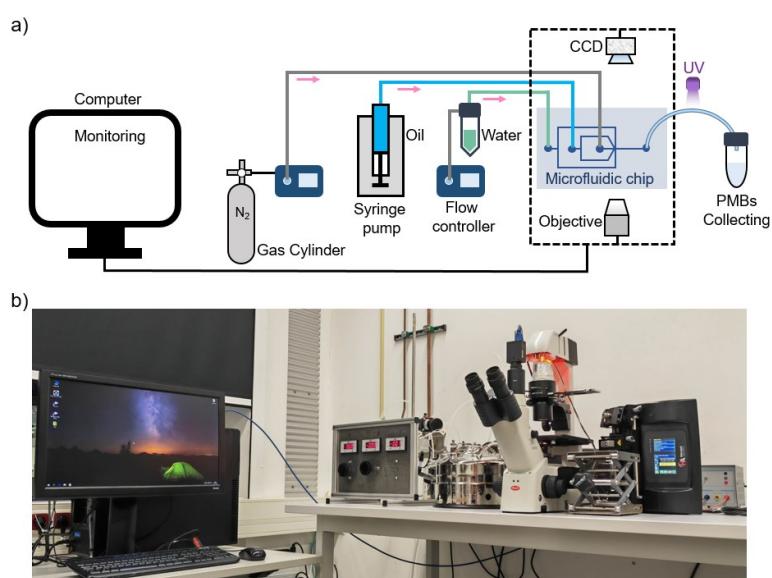 a)
Computer
Monitoring
N2
Gas Cylinder
Oil
Syringe
pump
Water
Flow
controller
CCD
Microfluidic chip
Objective
UV
PMBs
Collecting
b)